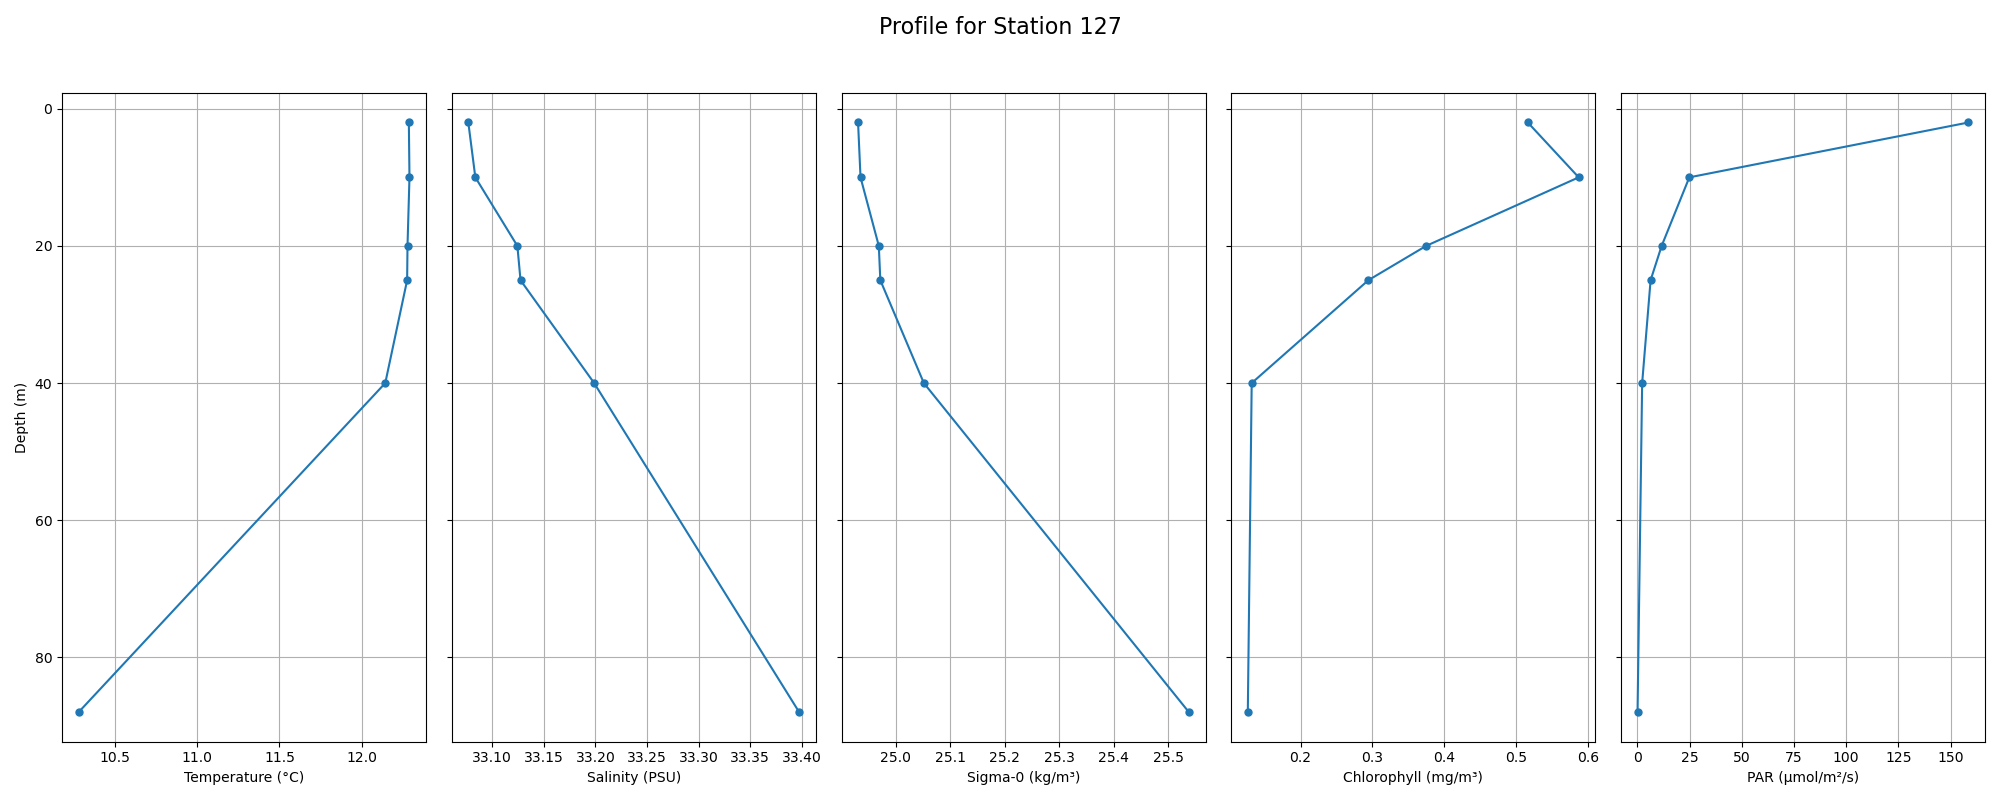 Profile for Station 127
0
20
40
60
80
Depth (m)
10.5 11.0 11.5 12.0
Temperature (°C)
33.10 33.15 33.20 33.25 33.30 33.35 33.40
Salinity (PSU)
25.0 25.1 25.2 25.3 25.4 25.5
Sigma-0 (kg/m³)
0.2 0.3 0.4 0.5 0.6
Chlorophyll (mg/m³)
0 25 50 75 100 125 150
PAR (µmol/m²/s)